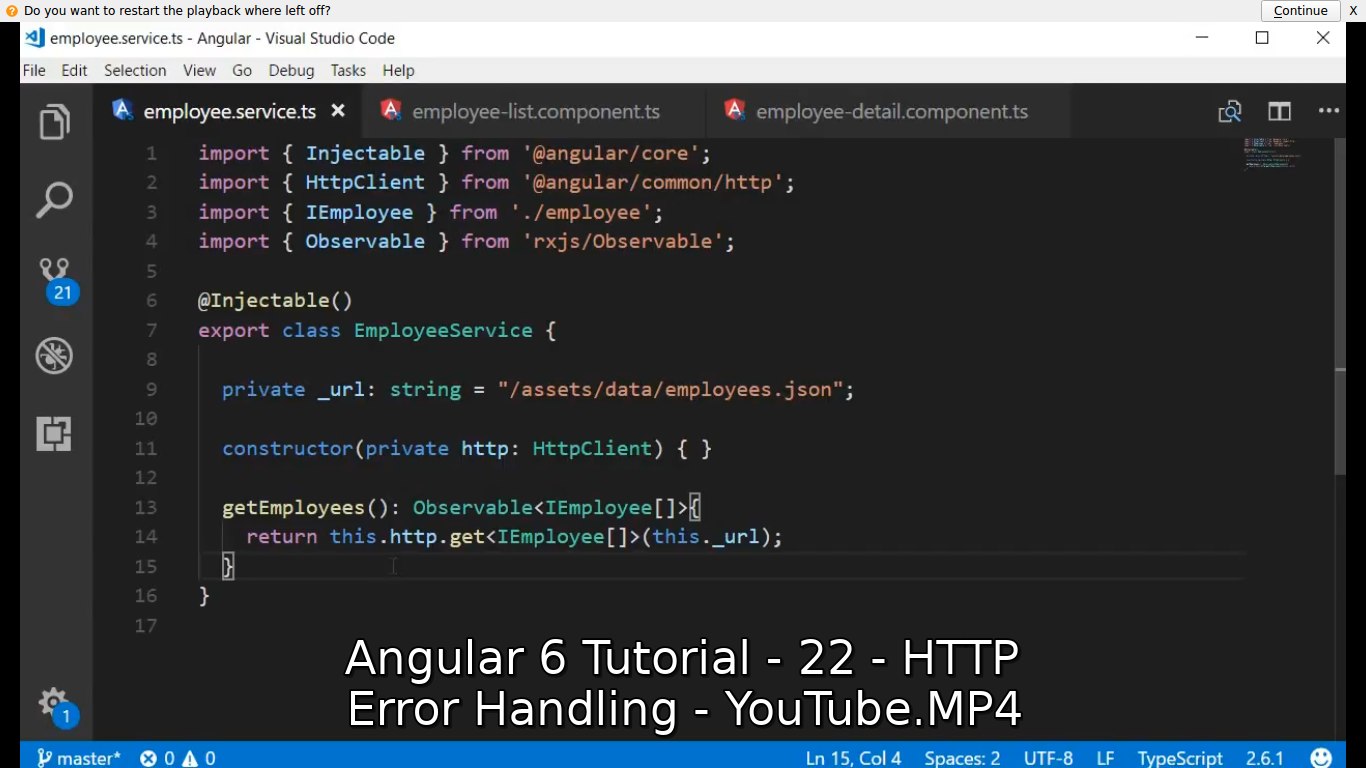 Do you want to restart the playback where left off? Continue X
employee.service.ts - Angular - Visual Studio Code
File Edit Selection View Go Debug Tasks Help
employee.service.ts employee-list.component.ts employee-detail.component.ts
1 import { Injectable } from '@angular/core';
2 import { HttpClient } from '@angular/common/http';
3 import { IEmployee } from './employee';
4 import { Observable } from 'rxjs/Observable';
5
6 @Injectable()
7 export class EmployeeService {
8
9 private _url: string = "/assets/data/employees.json";
10
11 constructor(private http: HttpClient) { }
12
13 getEmployees(): Observable<IEmployee[]>{
14 return this.http.get<IEmployee[]>(this._url);
15 }
16 }
17
21
1
Angular 6 Tutorial - 22 - HTTP
Error Handling - YouTube.MP4
master* 0 0 Ln 15, Col 4 Spaces: 2 UTF-8 LF TypeScript 2.6.1